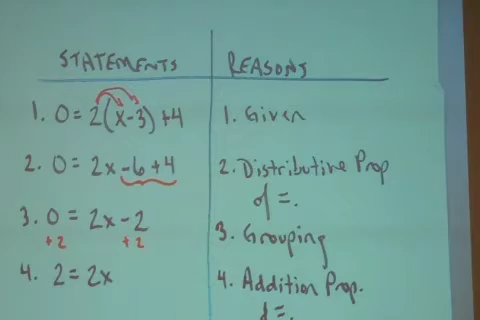 STATEMENTS REASONS
1. 0 = 2(x-3) +4 1. Given
2. 0 = 2x -6 +4 2. Distributive Prop
of =.
3. 0 = 2x - 2 3. Grouping
+2 +2
4. 2 = 2x 4. Addition Prop.
of =.